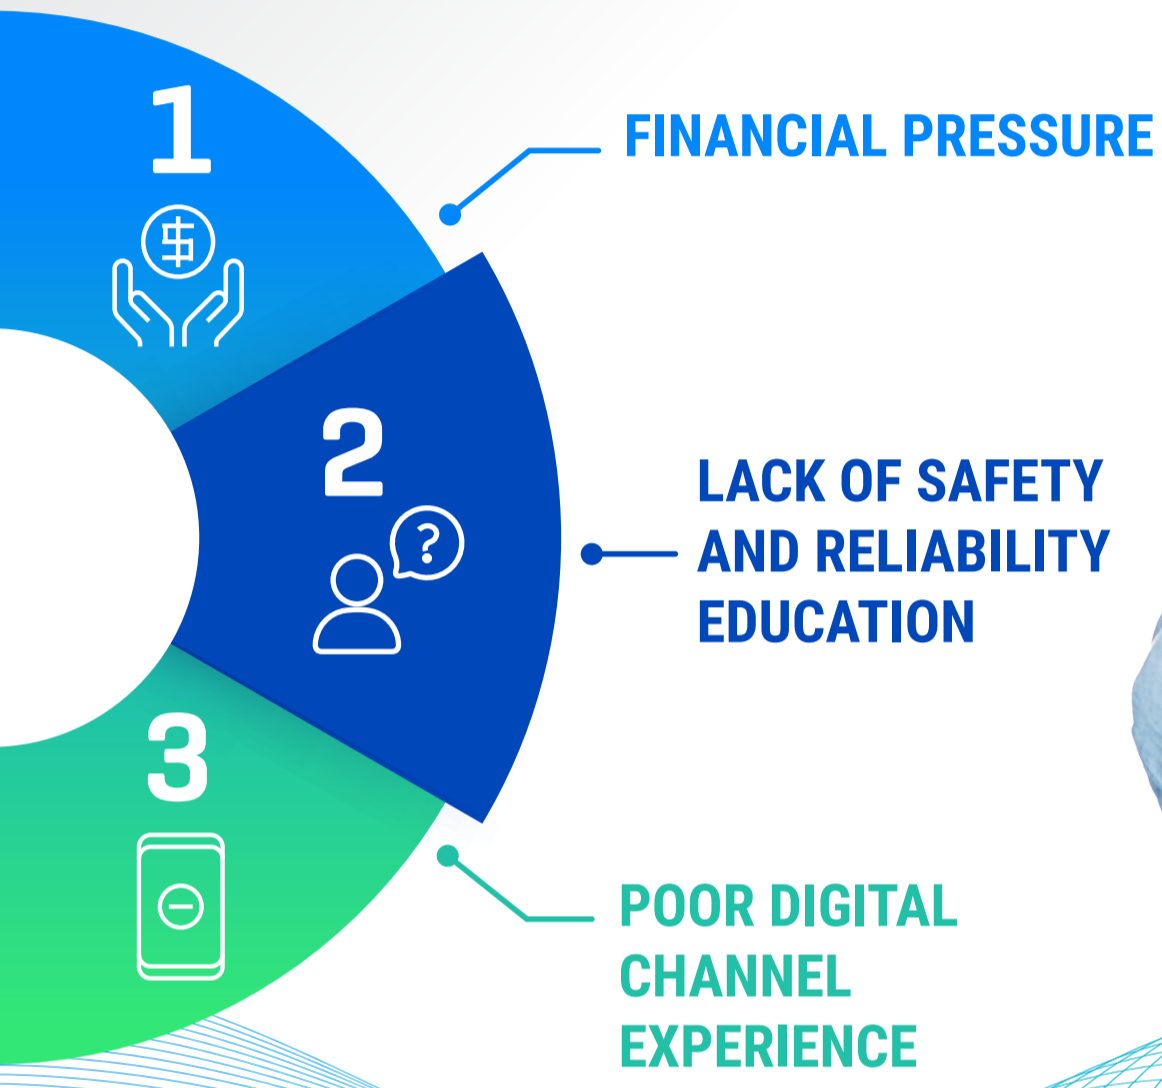 1
FINANCIAL PRESSURE
$
2
?
LACK OF SAFETY
AND RELIABILITY
EDUCATION
3
POOR DIGITAL
CHANNEL
EXPERIENCE